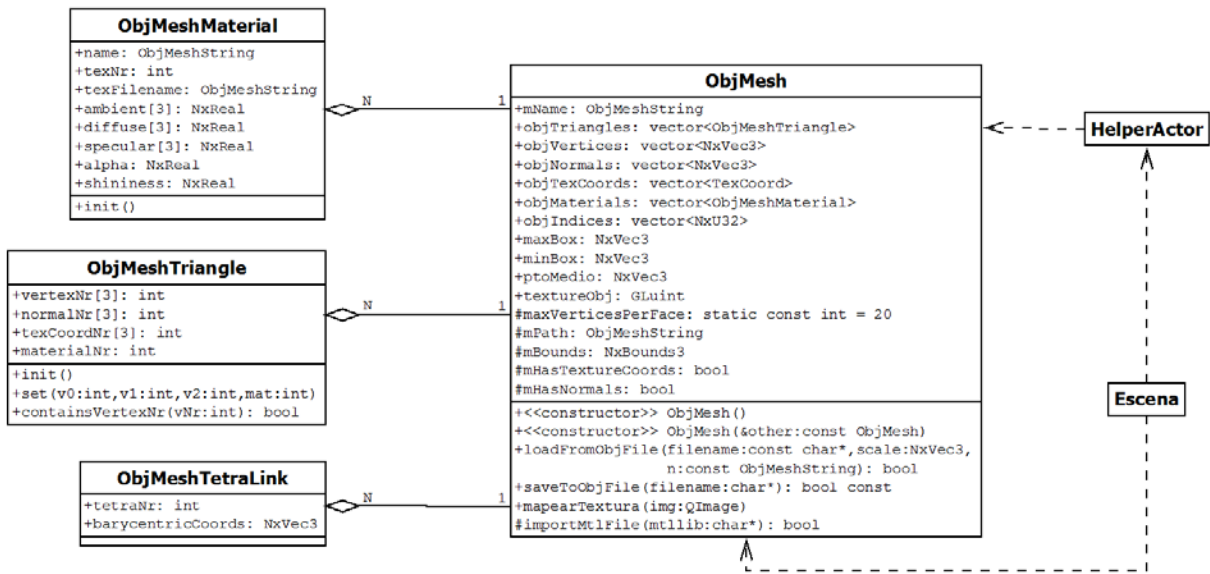 ObjMeshMaterial
+name: ObjMeshString
+texNr: int
+texFilename: ObjMeshString
+ambient[3]: NxReal
+diffuse[3]: NxReal
+specular[3]: NxReal
+alpha: NxReal
+shininess: NxReal
+init()
N
1
ObjMeshTriangle
+vertexNr[3]: int
+normalNr[3]: int
+texCoordNr[3]: int
+materialNr: int
+init()
+set(v0:int,v1:int,v2:int,mat:int)
+containsVertexNr(vNr:int): bool
N
1
ObjMeshTetraLink
+tetraNr: int
+barycentricCoords: NxVec3
N
1
ObjMesh
+mName: ObjMeshString
+objTriangles: vector<ObjMeshTriangle>
+objVertices: vector<NxVec3>
+objNormals: vector<NxVec3>
+objTexCoords: vector<TexCoord>
+objMaterials: vector<ObjMeshMaterial>
+objIndices: vector<NxU32>
+maxBox: NxVec3
+minBox: NxVec3
+ptoMedio: NxVec3
+textureObj: GLuint
#maxVerticesPerFace: static const int = 20
#mPath: ObjMeshString
#mBounds: NxBounds3
#mHasTextureCoords: bool
#mHasNormals: bool
+<<constructor>> ObjMesh()
+<<constructor>> ObjMesh(&other:const ObjMesh)
+loadFromObjFile(filename:const char*,scale:NxVec3,
n:const ObjMeshString): bool
+saveToObjFile(filename:char*): bool const
+mapearTextura(img:QImage)
#importMtlFile(mtllib:char*): bool
HelperActor
Escena